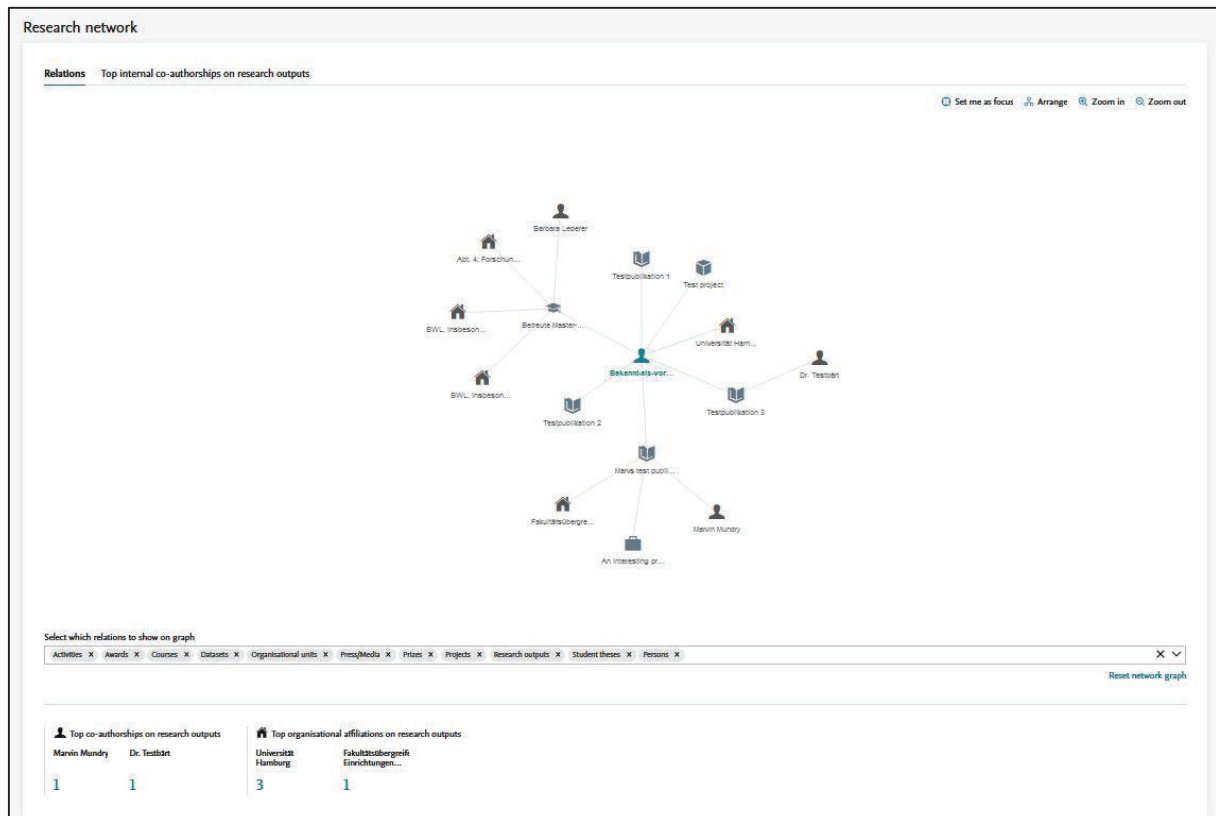 Research network
Relations Top internal co-authorships on research outputs
Set me as focus Arrange Zoom in Zoom out
Barbara Lederer
Abt. 4: Forschun...
Testpublikation 1
Test project
BWL, insbeson...
Betreute Master-...
Universität Ham...
Bekannt-als-vor...
Dr. Testbärt
BWL, insbeson...
Testpublikation 3
Testpublikation 2
Marvs test publi...
Fakultätsübergre...
Marvin Mundry
An interesting pr...
Select which relations to show on graph
Activities × Awards × Courses × Datasets × Organisational units × Press/Media × Prizes × Projects × Research outputs × Student theses × Persons ×
Reset network graph
Top co-authorships on research outputs Top organisational affiliations on research outputs
Marvin Mundry Dr. Testbärt Universität Fakultätsübergreife
Hamburg Einrichtungen...
1 1 3 1